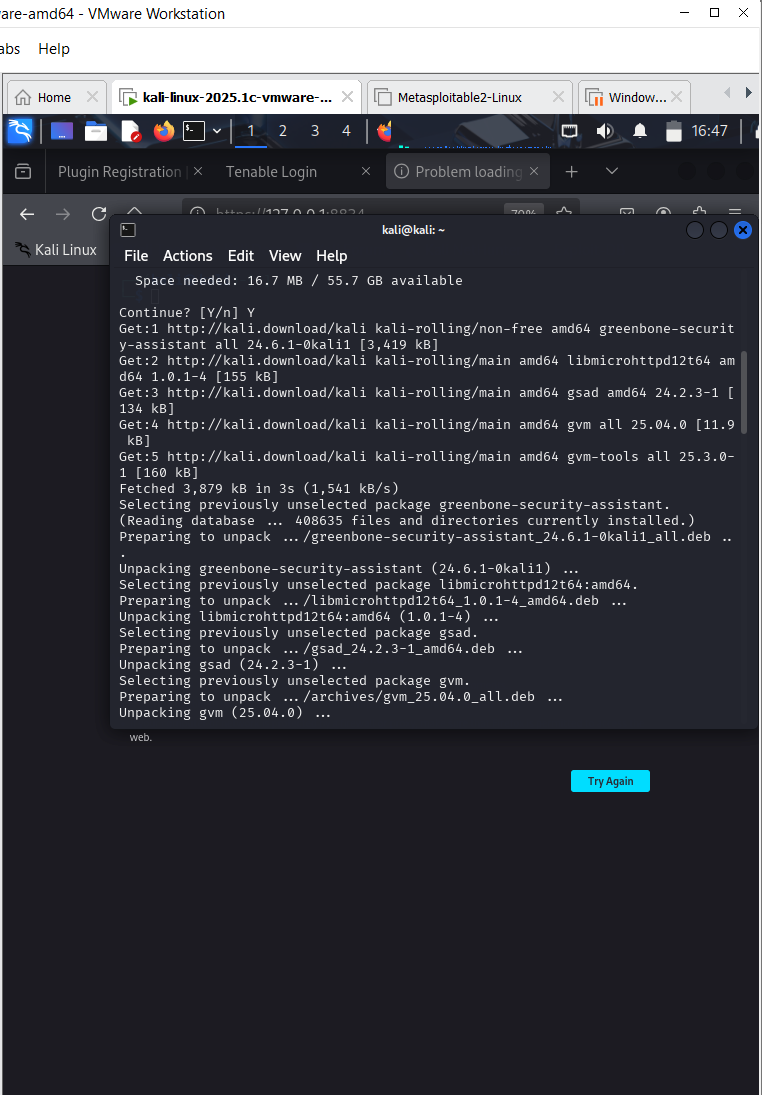 are-amd64 - VMware Workstation
abs Help
Home
kali-linux-2025.1c-vmware-...
Metasploitable2-Linux
Window...
1 2 3 4 16:47
Plugin Registration
Tenable Login
Problem loading
https://127.0.0.1:8834
70%
Kali Linux
kali@kali: ~
File Actions Edit View Help
Space needed: 16.7 MB / 55.7 GB available
Continue? [Y/n] Y
Get:1 http://kali.download/kali kali-rolling/non-free amd64 greenbone-securit
y-assistant all 24.6.1-0kali1 [3,419 kB]
Get:2 http://kali.download/kali kali-rolling/main amd64 libmicrohttpd12t64 am
d64 1.0.1-4 [155 kB]
Get:3 http://kali.download/kali kali-rolling/main amd64 gsad amd64 24.2.3-1 [
134 kB]
Get:4 http://kali.download/kali kali-rolling/main amd64 gvm all 25.04.0 [11.9
kB]
Get:5 http://kali.download/kali kali-rolling/main amd64 gvm-tools all 25.3.0-
1 [160 kB]
Fetched 3,879 kB in 3s (1,541 kB/s)
Selecting previously unselected package greenbone-security-assistant.
(Reading database ... 408635 files and directories currently installed.)
Preparing to unpack .../greenbone-security-assistant_24.6.1-0kali1_all.deb ..
.
Unpacking greenbone-security-assistant (24.6.1-0kali1) ...
Selecting previously unselected package libmicrohttpd12t64:amd64.
Preparing to unpack .../libmicrohttpd12t64_1.0.1-4_amd64.deb ...
Unpacking libmicrohttpd12t64:amd64 (1.0.1-4) ...
Selecting previously unselected package gsad.
Preparing to unpack .../gsad_24.2.3-1_amd64.deb ...
Unpacking gsad (24.2.3-1) ...
Selecting previously unselected package gvm.
Preparing to unpack .../archives/gvm_25.04.0_all.deb ...
Unpacking gvm (25.04.0) ...
web.
Try Again